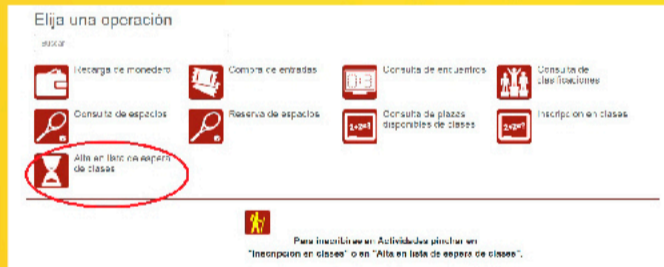 Elija una operación
Buscar
Recarga de monedero
Compra de entradas
Consulta de encuentros
Consulta de
clasificaciones
Consulta de espacios
Reserva de espacios
Consulta de plazas
disponibles de clases
Inscripción en clases
Alta en lista de espera
de clases
Para inscribirse en Actividades pinchar en
"Inscripción en clases" o en "Alta en lista de espera de clases".